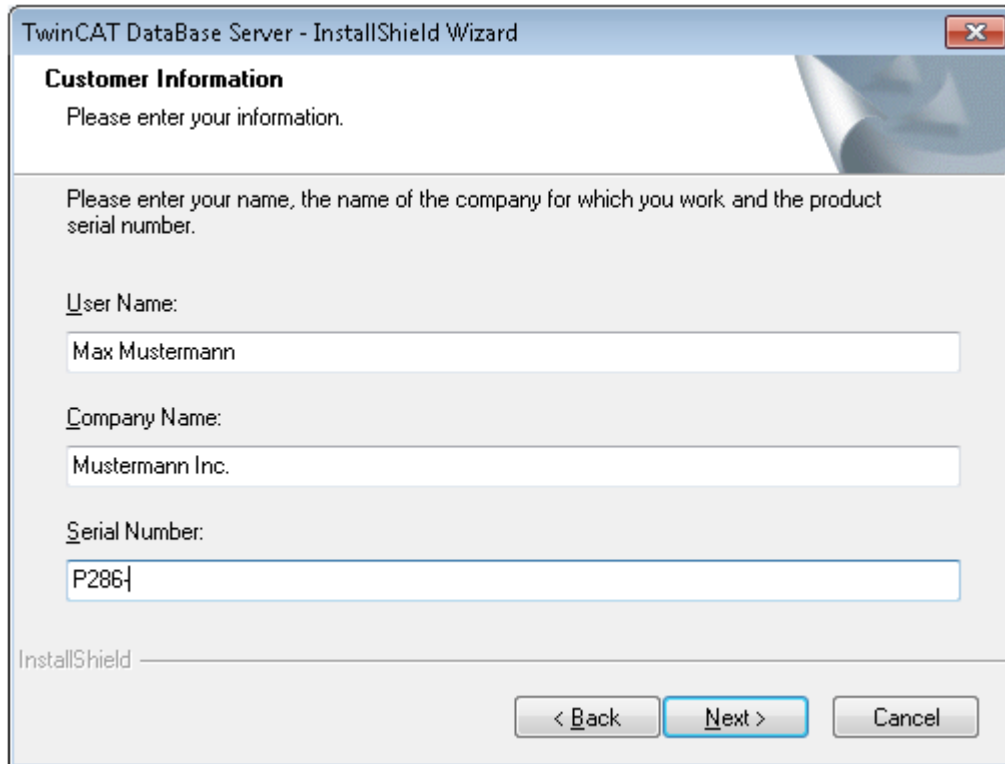 TwinCAT DataBase Server - InstallShield Wizard
Customer Information
Please enter your information.
Please enter your name, the name of the company for which you work and the product
serial number.
User Name:
Max Mustermann
Company Name:
Mustermann Inc.
Serial Number:
P286-
InstallShield
< Back Next > Cancel